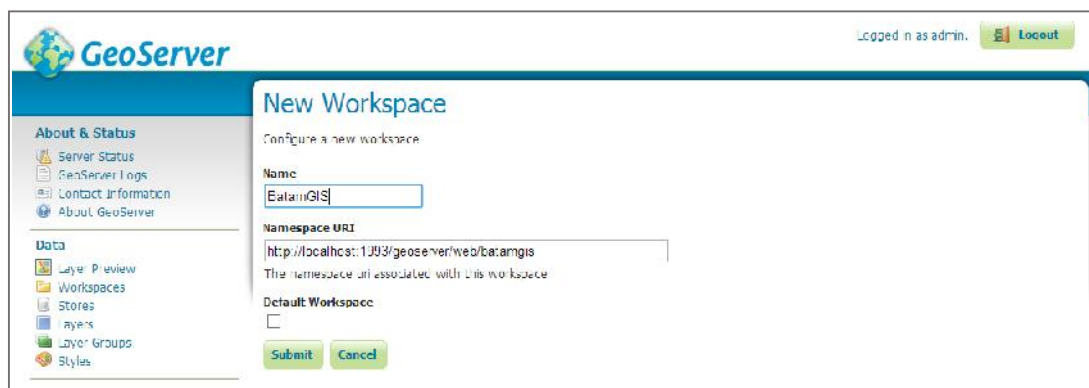 GeoServer
Logged in as admin.
Logout
New Workspace
Configure a new workspace
Name
BatamGIS
Namespace URI
http://localhost:1993/geoserver/web/batamgis
The namespace uri associated with this workspace
Default Workspace
Submit
Cancel
About & Status
Server Status
GeoServer Logs
Contact Information
About GeoServer
Data
Layer Preview
Workspaces
Stores
Layers
Layer Groups
Styles